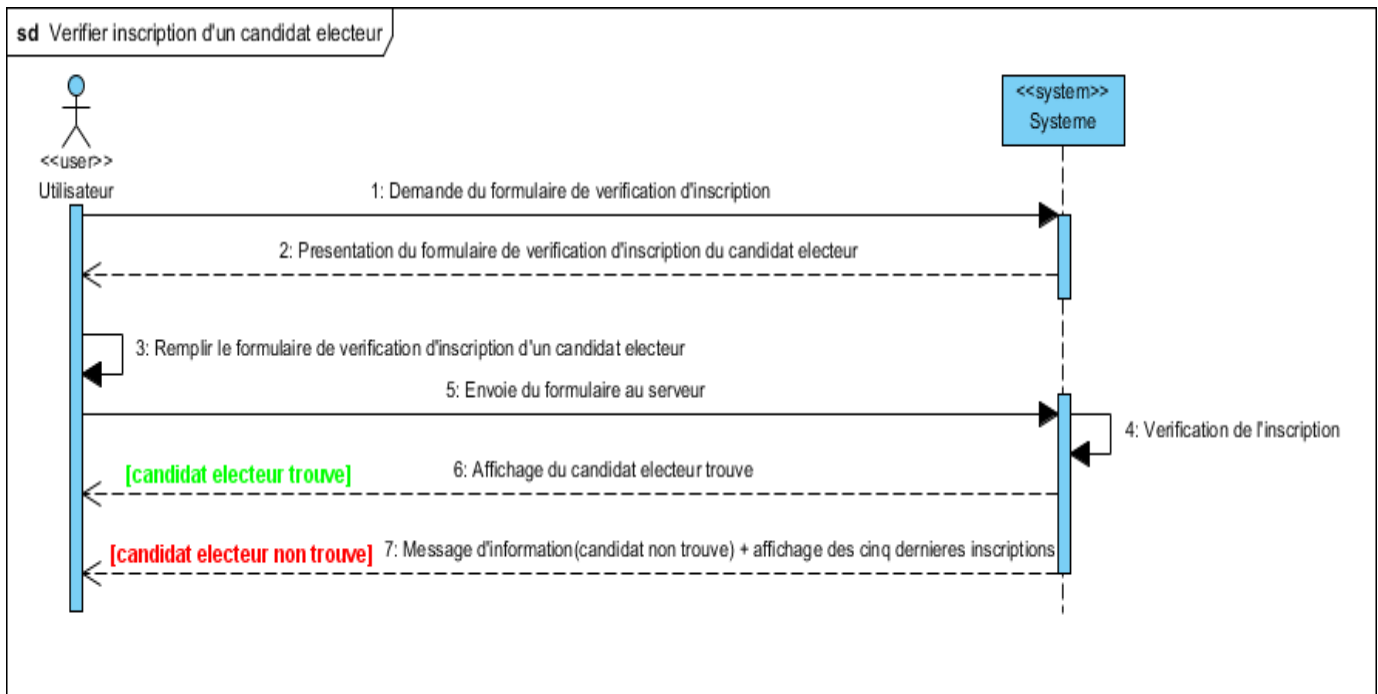 sd Verifier inscription d'un candidat electeur
<<system>>
Systeme
<<user>>
Utilisateur
1: Demande du formulaire de verification d'inscription
2: Presentation du formulaire de verification d'inscription du candidat electeur
3: Remplir le formulaire de verification d'inscription d'un candidat electeur
5: Envoie du formulaire au serveur
4: Verification de l'inscription
[candidat electeur trouve]
6: Affichage du candidat electeur trouve
[candidat electeur non trouve]
7: Message d'information(candidat non trouve) + affichage des cinq dernieres inscriptions